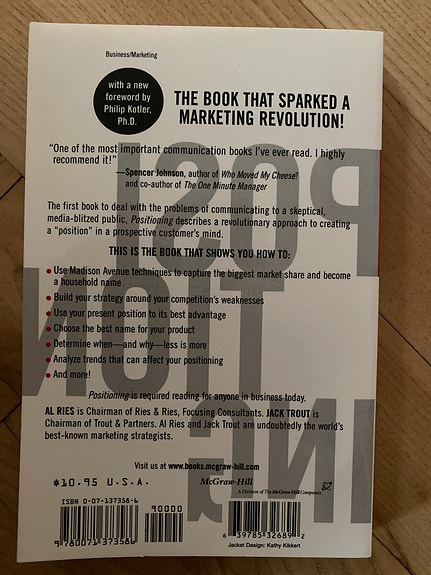 Business/Marketing
with a new
foreword by
Philip Kotler,
Ph.D.
THE BOOK THAT SPARKED A
MARKETING REVOLUTION!
"One of the most important communication books I've ever read. I highly
recommend it!"
—Spencer Johnson, author of Who Moved My Cheese?
and co-author of The One Minute Manager
The first book to deal with the problems of communicating to a skeptical,
media-blitzed public, Positioning describes a revolutionary approach to creating
a "position" in a prospective customer's mind.
THIS IS THE BOOK THAT SHOWS YOU HOW TO:
• Use Madison Avenue techniques to capture the biggest market share and become
a household name
• Build your strategy around your competition's weaknesses
• Use your present position to its best advantage
• Choose the best name for your product
• Determine when—and why—less is more
• Analyze trends that can affect your positioning
• And more!
Positioning is required reading for anyone in business today.
AL RIES is Chairman of Ries & Ries, Focusing Consultants. JACK TROUT is
Chairman of Trout & Partners. Al Ries and Jack Trout are undoubtedly the world's
best-known marketing strategists.
Visit us at www.books.mcgraw-hill.com
$10.95 U.S.A.
McGraw-Hill
A Division of The McGraw-Hill Companies
ISBN 0-07-137358-6
90000
9 780071 373586
6 39785 32689 2
Jacket Design: Kathy Kikkert
POSI
TION
ING